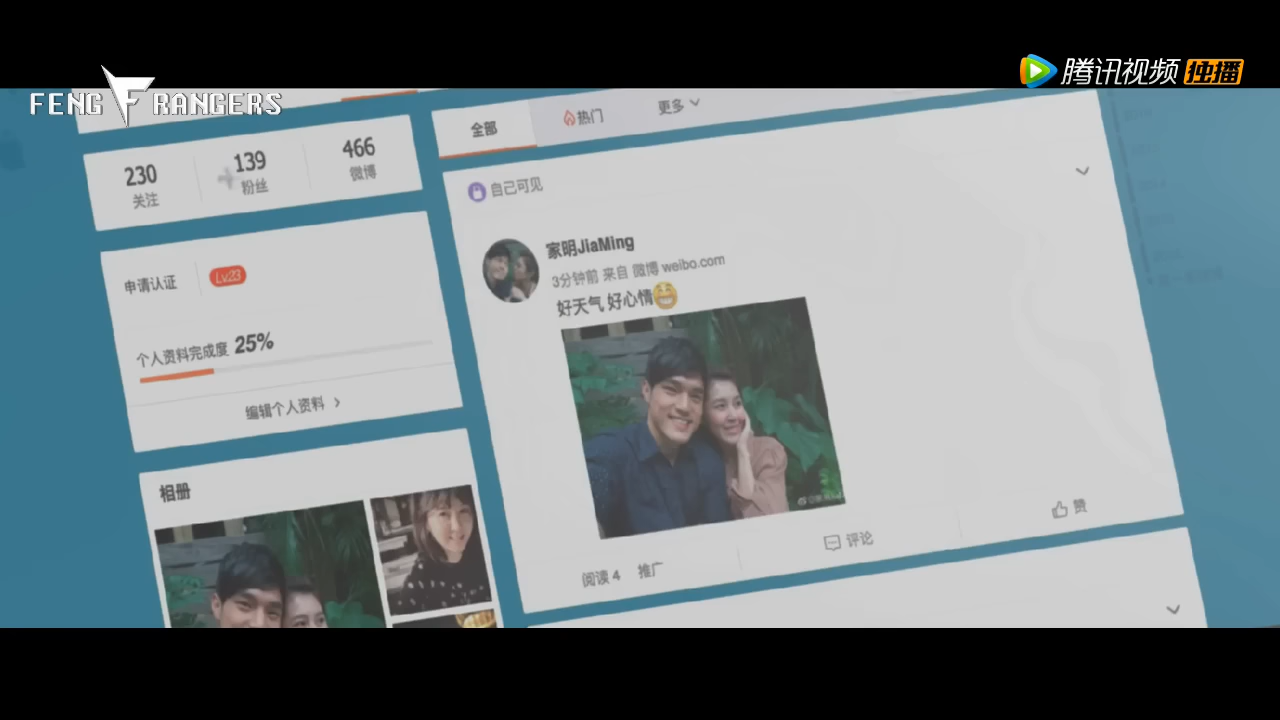 FENG RANGERS
腾讯视频 独播
230
关注
139
粉丝
466
微博
全部
热门
更多
自己可见
申请认证
Lv.23
个人资料完成度 25%
编辑个人资料
相册
家明JiaMing
3分钟前 来自 微博 weibo.com
好天气 好心情
阅读 4 推广
评论
赞